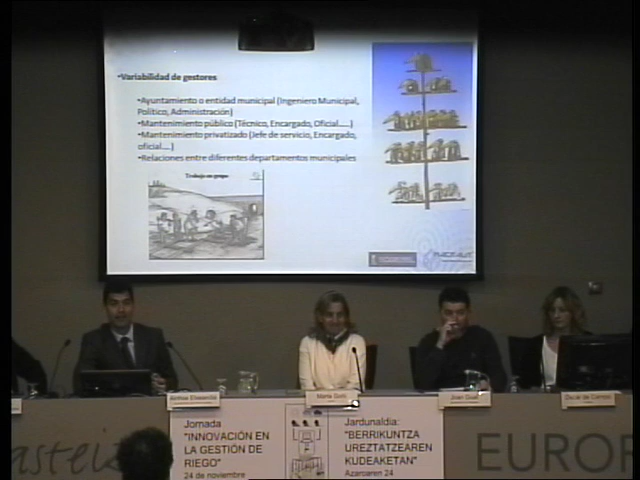 •Variabilidad de gestores
•Ayuntamiento o entidad municipal (Ingeniero Municipal,
Político, Administración)
•Mantenimiento público (Técnico, Encargado, Oficial.....)
•Mantenimiento privatizado (Jefe de servicio, Encargado,
oficial....)
•Relaciones entre diferentes departamentos municipales
Trabajo en grupo
Jornada
"INNOVACIÓN EN
LA GESTIÓN DE
RIEGO"
24 de noviembre
Jardunaldia:
"BERRIKUNTZA
UREZTATZEAREN
KUDEAKETAN"
Azaroaren 24
asteiz
EUROP